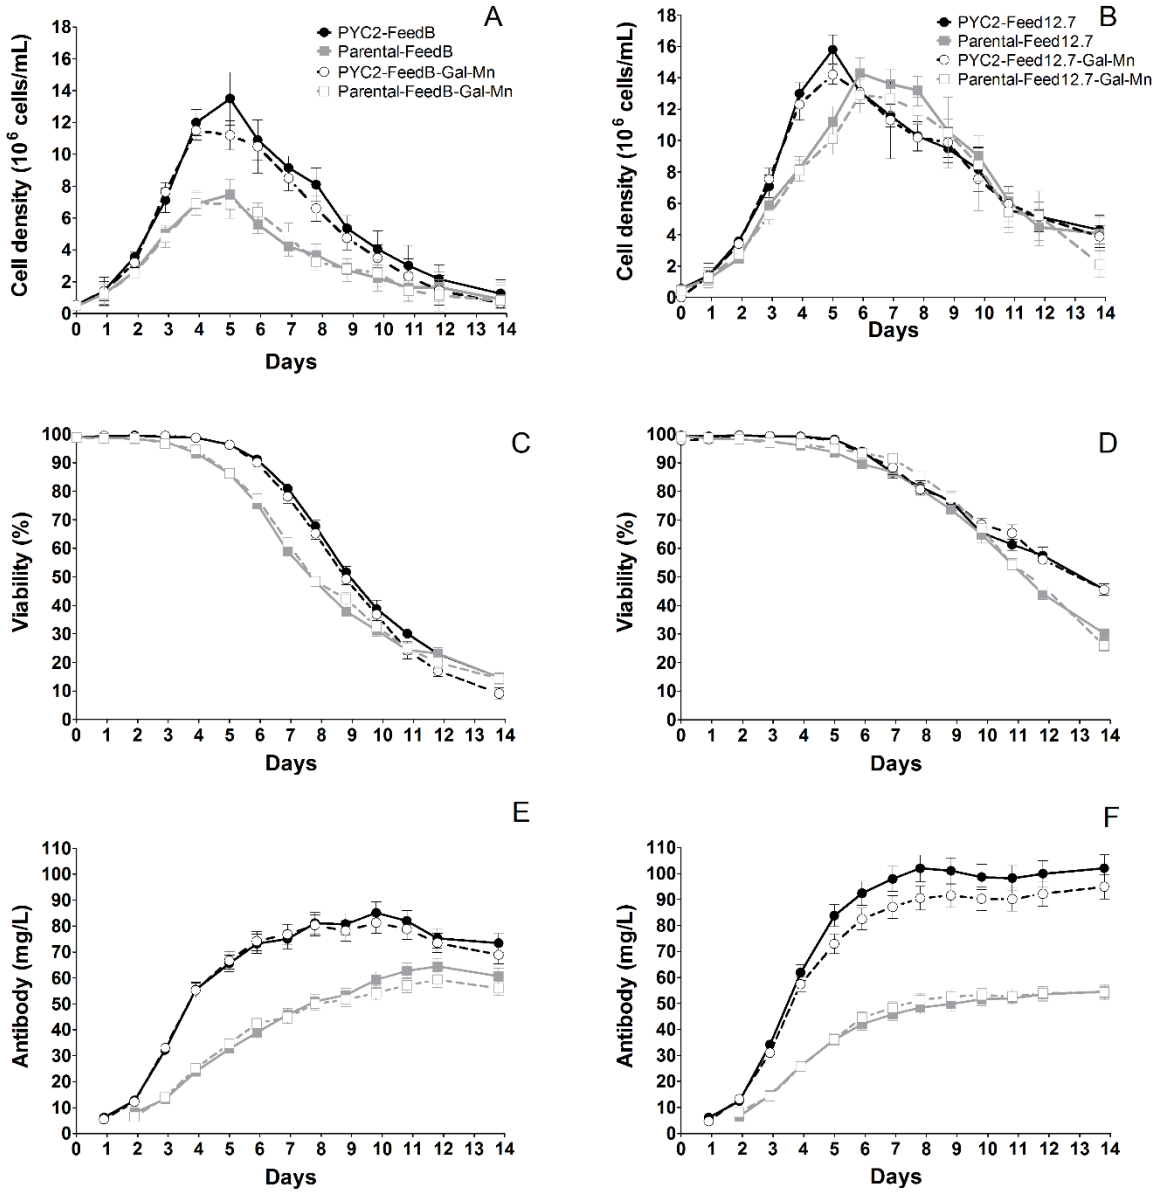 A
PYC2-FeedB
Parental-FeedB
PYC2-FeedB-Gal-Mn
Parental-FeedB-Gal-Mn
Cell density (10⁶ cells/mL)
18
16
14
12
10
8
6
4
2
0
0 1 2 3 4 5 6 7 8 9 10 11 12 13 14
Days
B
PYC2-Feed12.7
Parental-Feed12.7
PYC2-Feed12.7-Gal-Mn
Parental-Feed12.7-Gal-Mn
Cell density (10⁶ cells/mL)
18
16
14
12
10
8
6
4
2
0
0 1 2 3 4 5 6 7 8 9 10 11 12 13 14
Days
C
Viability (%)
100
90
80
70
60
50
40
30
20
10
0
0 1 2 3 4 5 6 7 8 9 10 11 12 13 14
Days
D
Viability (%)
100
90
80
70
60
50
40
30
20
10
0
0 1 2 3 4 5 6 7 8 9 10 11 12 13 14
Days
E
Antibody (mg/L)
110
100
90
80
70
60
50
40
30
20
10
0
0 1 2 3 4 5 6 7 8 9 10 11 12 13 14
Days
F
Antibody (mg/L)
110
100
90
80
70
60
50
40
30
20
10
0
0 1 2 3 4 5 6 7 8 9 10 11 12 13 14
Days